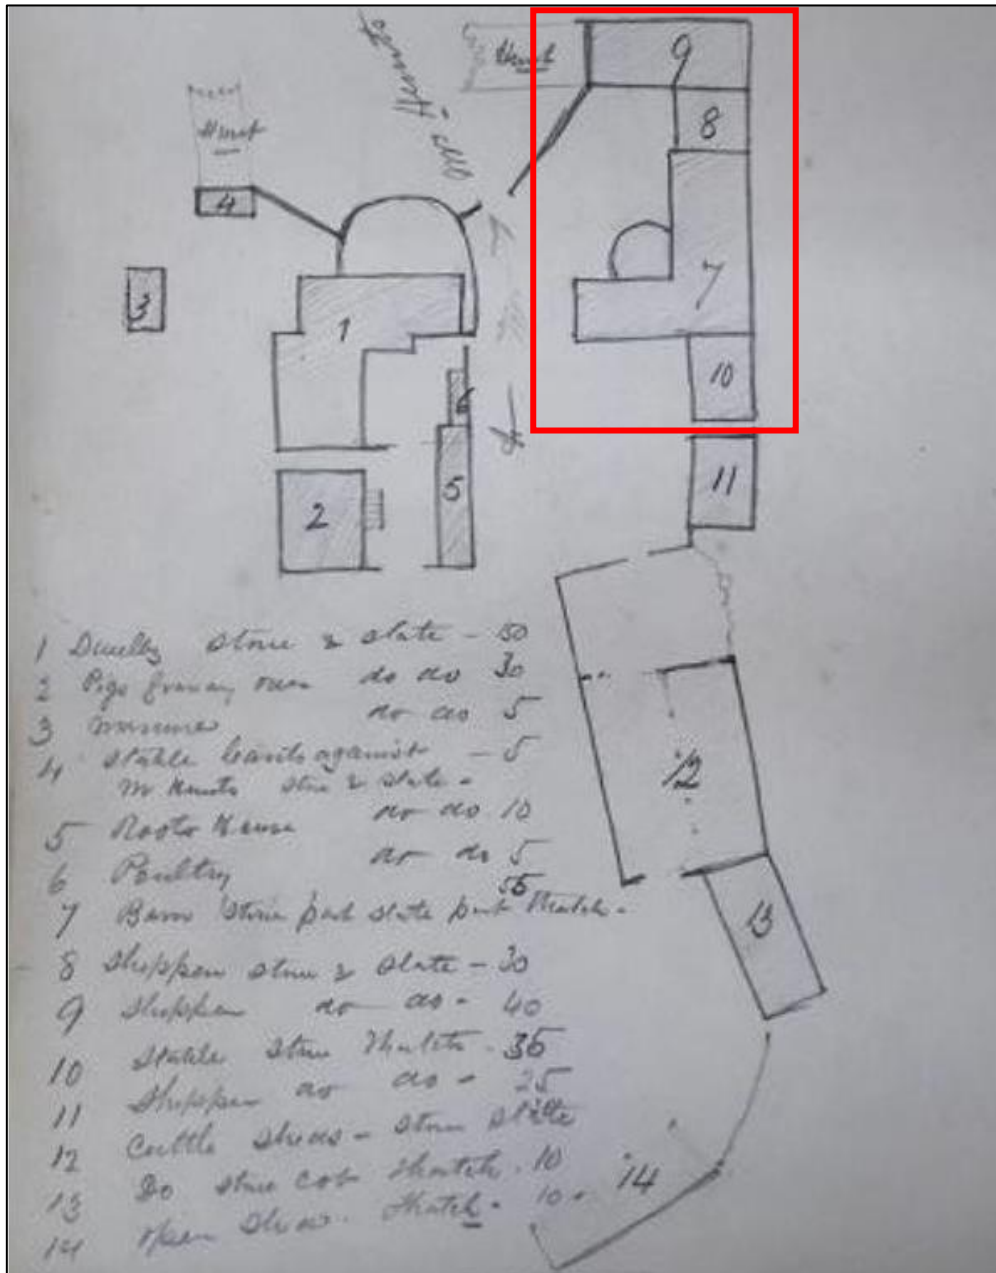 Hunt
9
Mr Hunts
8
Hunt
4
3
7
1
10
6
11
5
2
1 Dwelling stone & slate - 50
2 Pigs Granary over do do 30
3 do do 5
4 Stable leants against - 5
Mr Hunts stone & slate -
5 Roots House do do 10
6 Poultry do do 5
55
7 Barn stone part slate part thatch -
8 Shippen stone & slate - 30
9 Shippen do do - 40
10 Stable stone thatch - 35
11 Shippen do do - 25
12 Cattle sheds - stone slate
13 Do stone cob thatch . 10
14 open shed . thatch - 10 -
12
13
14